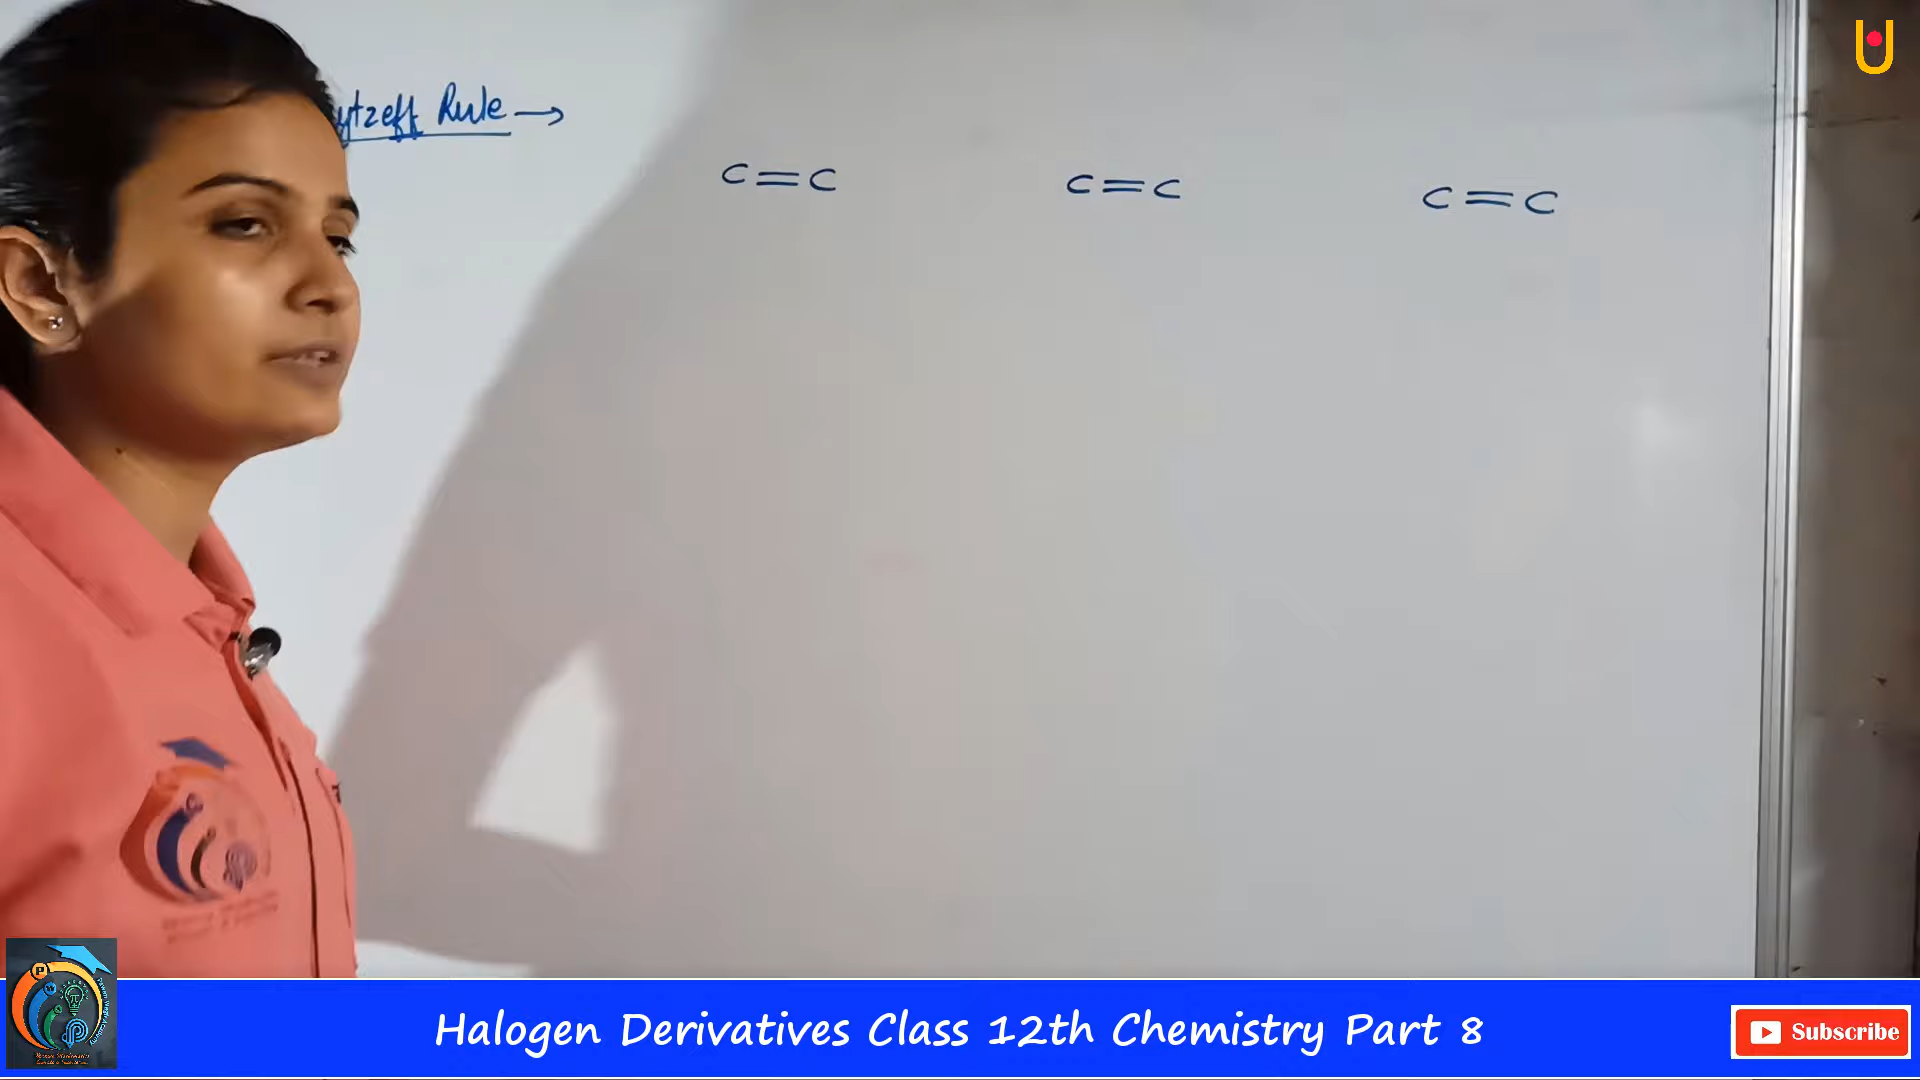 ytzeff Rule →
C=C C=C C=C
Halogen Derivatives Class 12th Chemistry Part 8
Subscribe